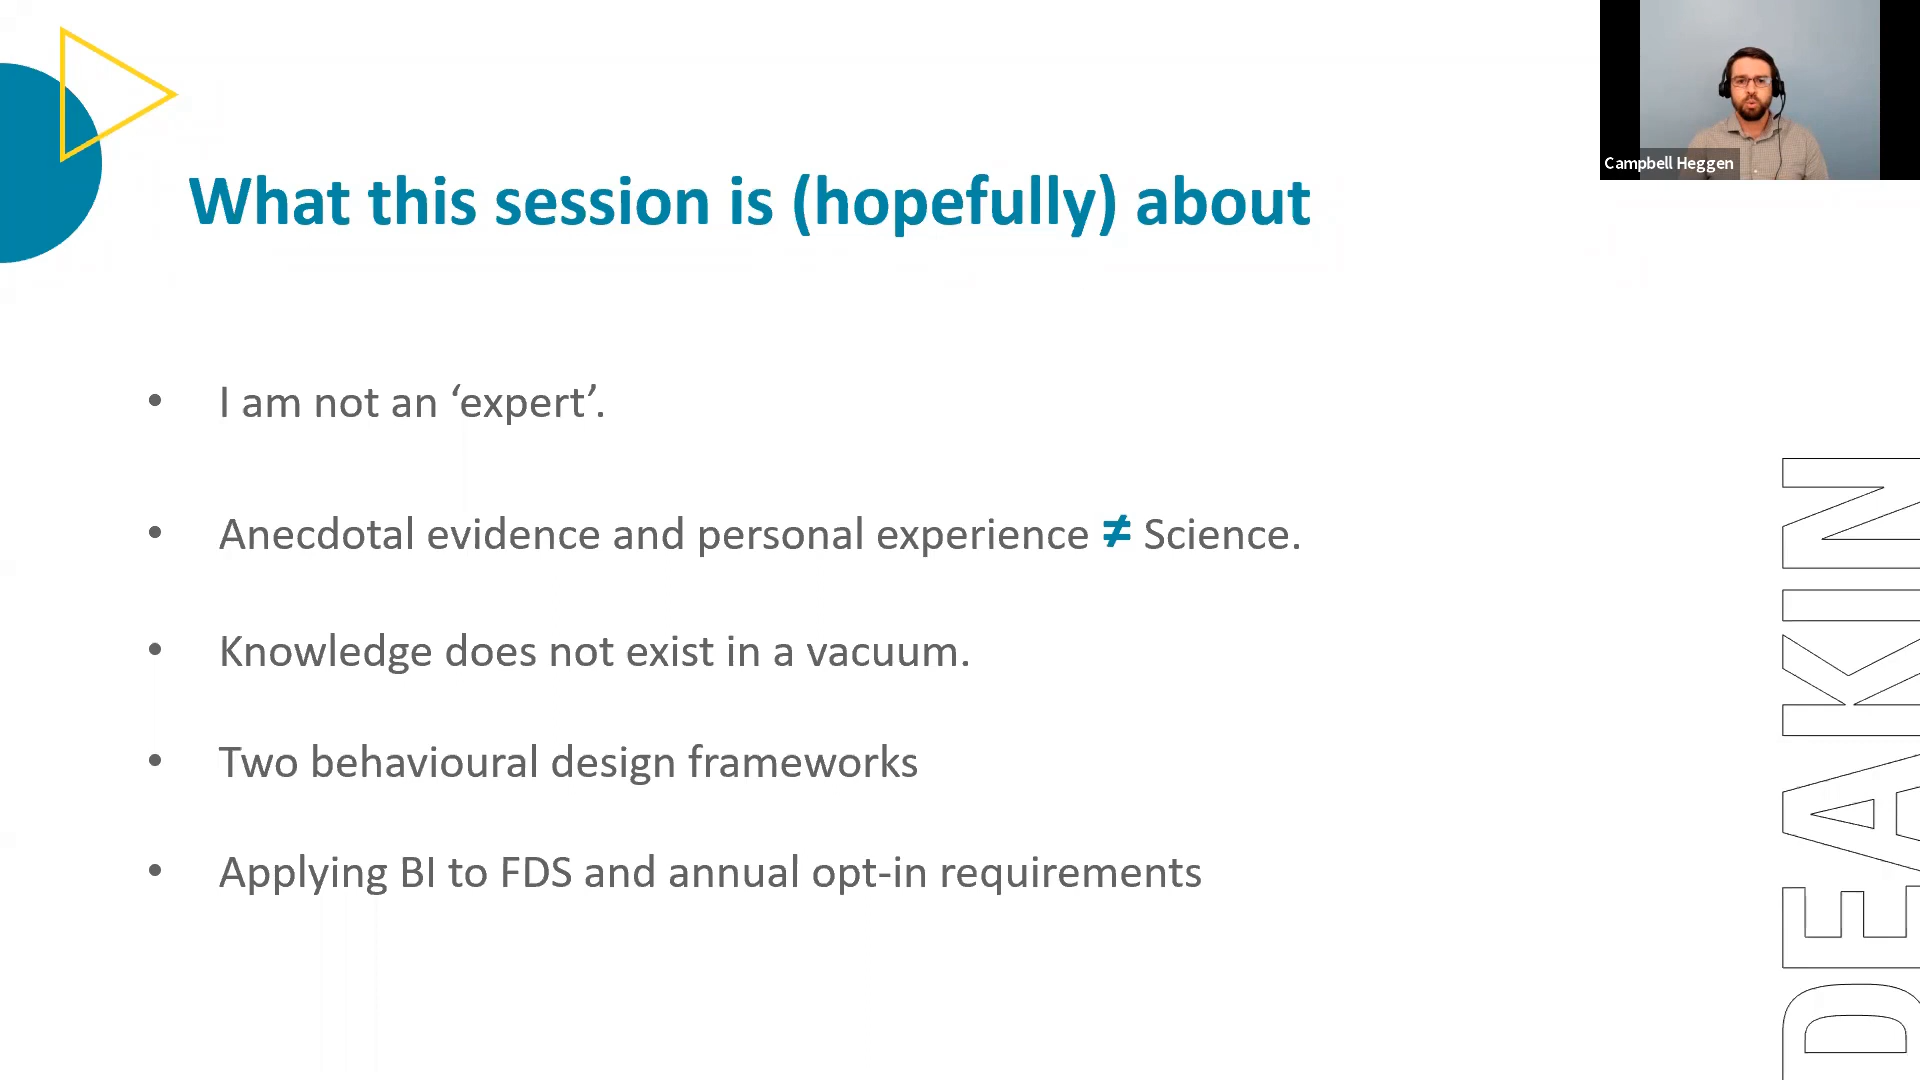 Campbell Heggen
What this session is (hopefully) about
• I am not an ‘expert’.
• Anecdotal evidence and personal experience ≠ Science.
• Knowledge does not exist in a vacuum.
• Two behavioural design frameworks
• Applying BI to FDS and annual opt-in requirements
DEAKIN